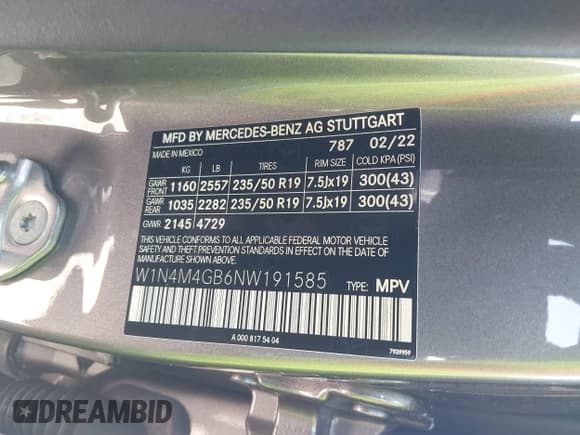 MFD BY MERCEDES-BENZ AG STUTTGART
MADE IN MEXICO 787 02/22
KG LB TIRES RIM SIZE COLD KPA (PSI)
GAWR FRONT 1160 2557 235/50 R19 7.5Jx19 300(43)
GAWR REAR 1035 2282 235/50 R19 7.5Jx19 300(43)
GVWR 2145 4729
THIS VEHICLE CONFORMS TO ALL APPLICABLE FEDERAL MOTOR VEHICLE
SAFETY AND THEFT PREVENTION STANDARDS IN EFFECT ON THE DATE
OF MANUFACTURE SHOWN ABOVE.
W1N4M4GB6NW191585 TYPE: MPV
A 000 817 54 04
DREAMBID